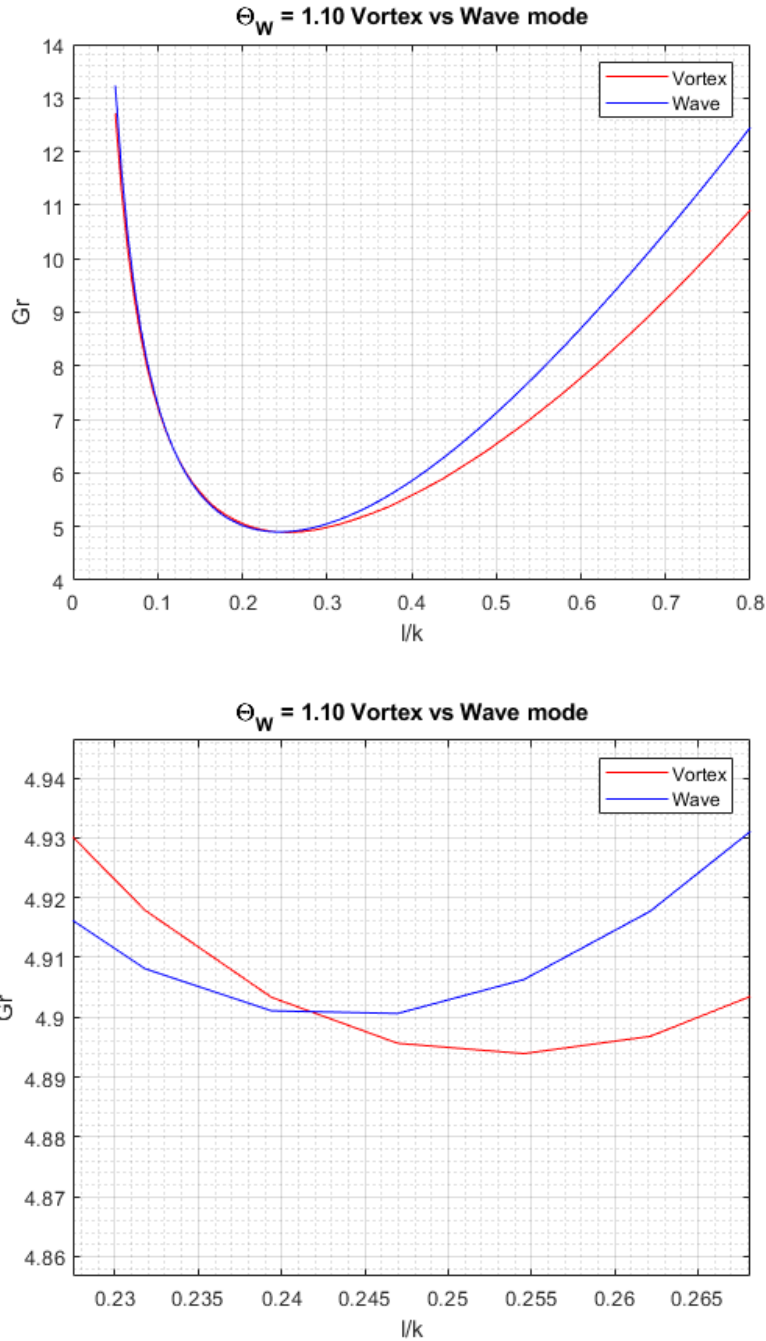 Θ_W = 1.10 Vortex vs Wave mode
Vortex
Wave
14
13
12
11
10
9
8
7
6
5
4
Gr
0 0.1 0.2 0.3 0.4 0.5 0.6 0.7 0.8
l/k
Θ_W = 1.10 Vortex vs Wave mode
Vortex
Wave
4.94
4.93
4.92
4.91
4.9
4.89
4.88
4.87
4.86
Gr
0.23 0.235 0.24 0.245 0.25 0.255 0.26 0.265
l/k